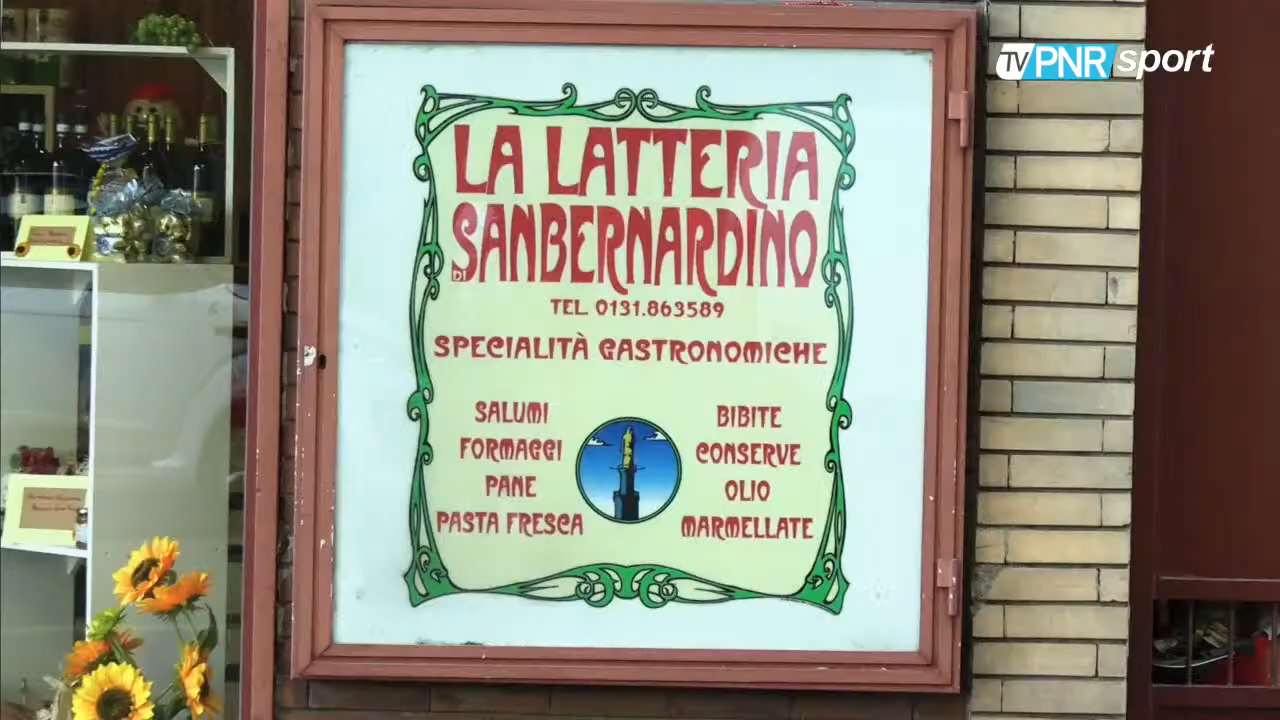 TVPNR sport
LA LATTERIA
DI SANBERNARDINO
TEL. 0131.863589
SPECIALITÀ GASTRONOMICHE
SALUMI
FORMAGGI
PANE
PASTA FRESCA
BIBITE
CONSERVE
OLIO
MARMELLATE